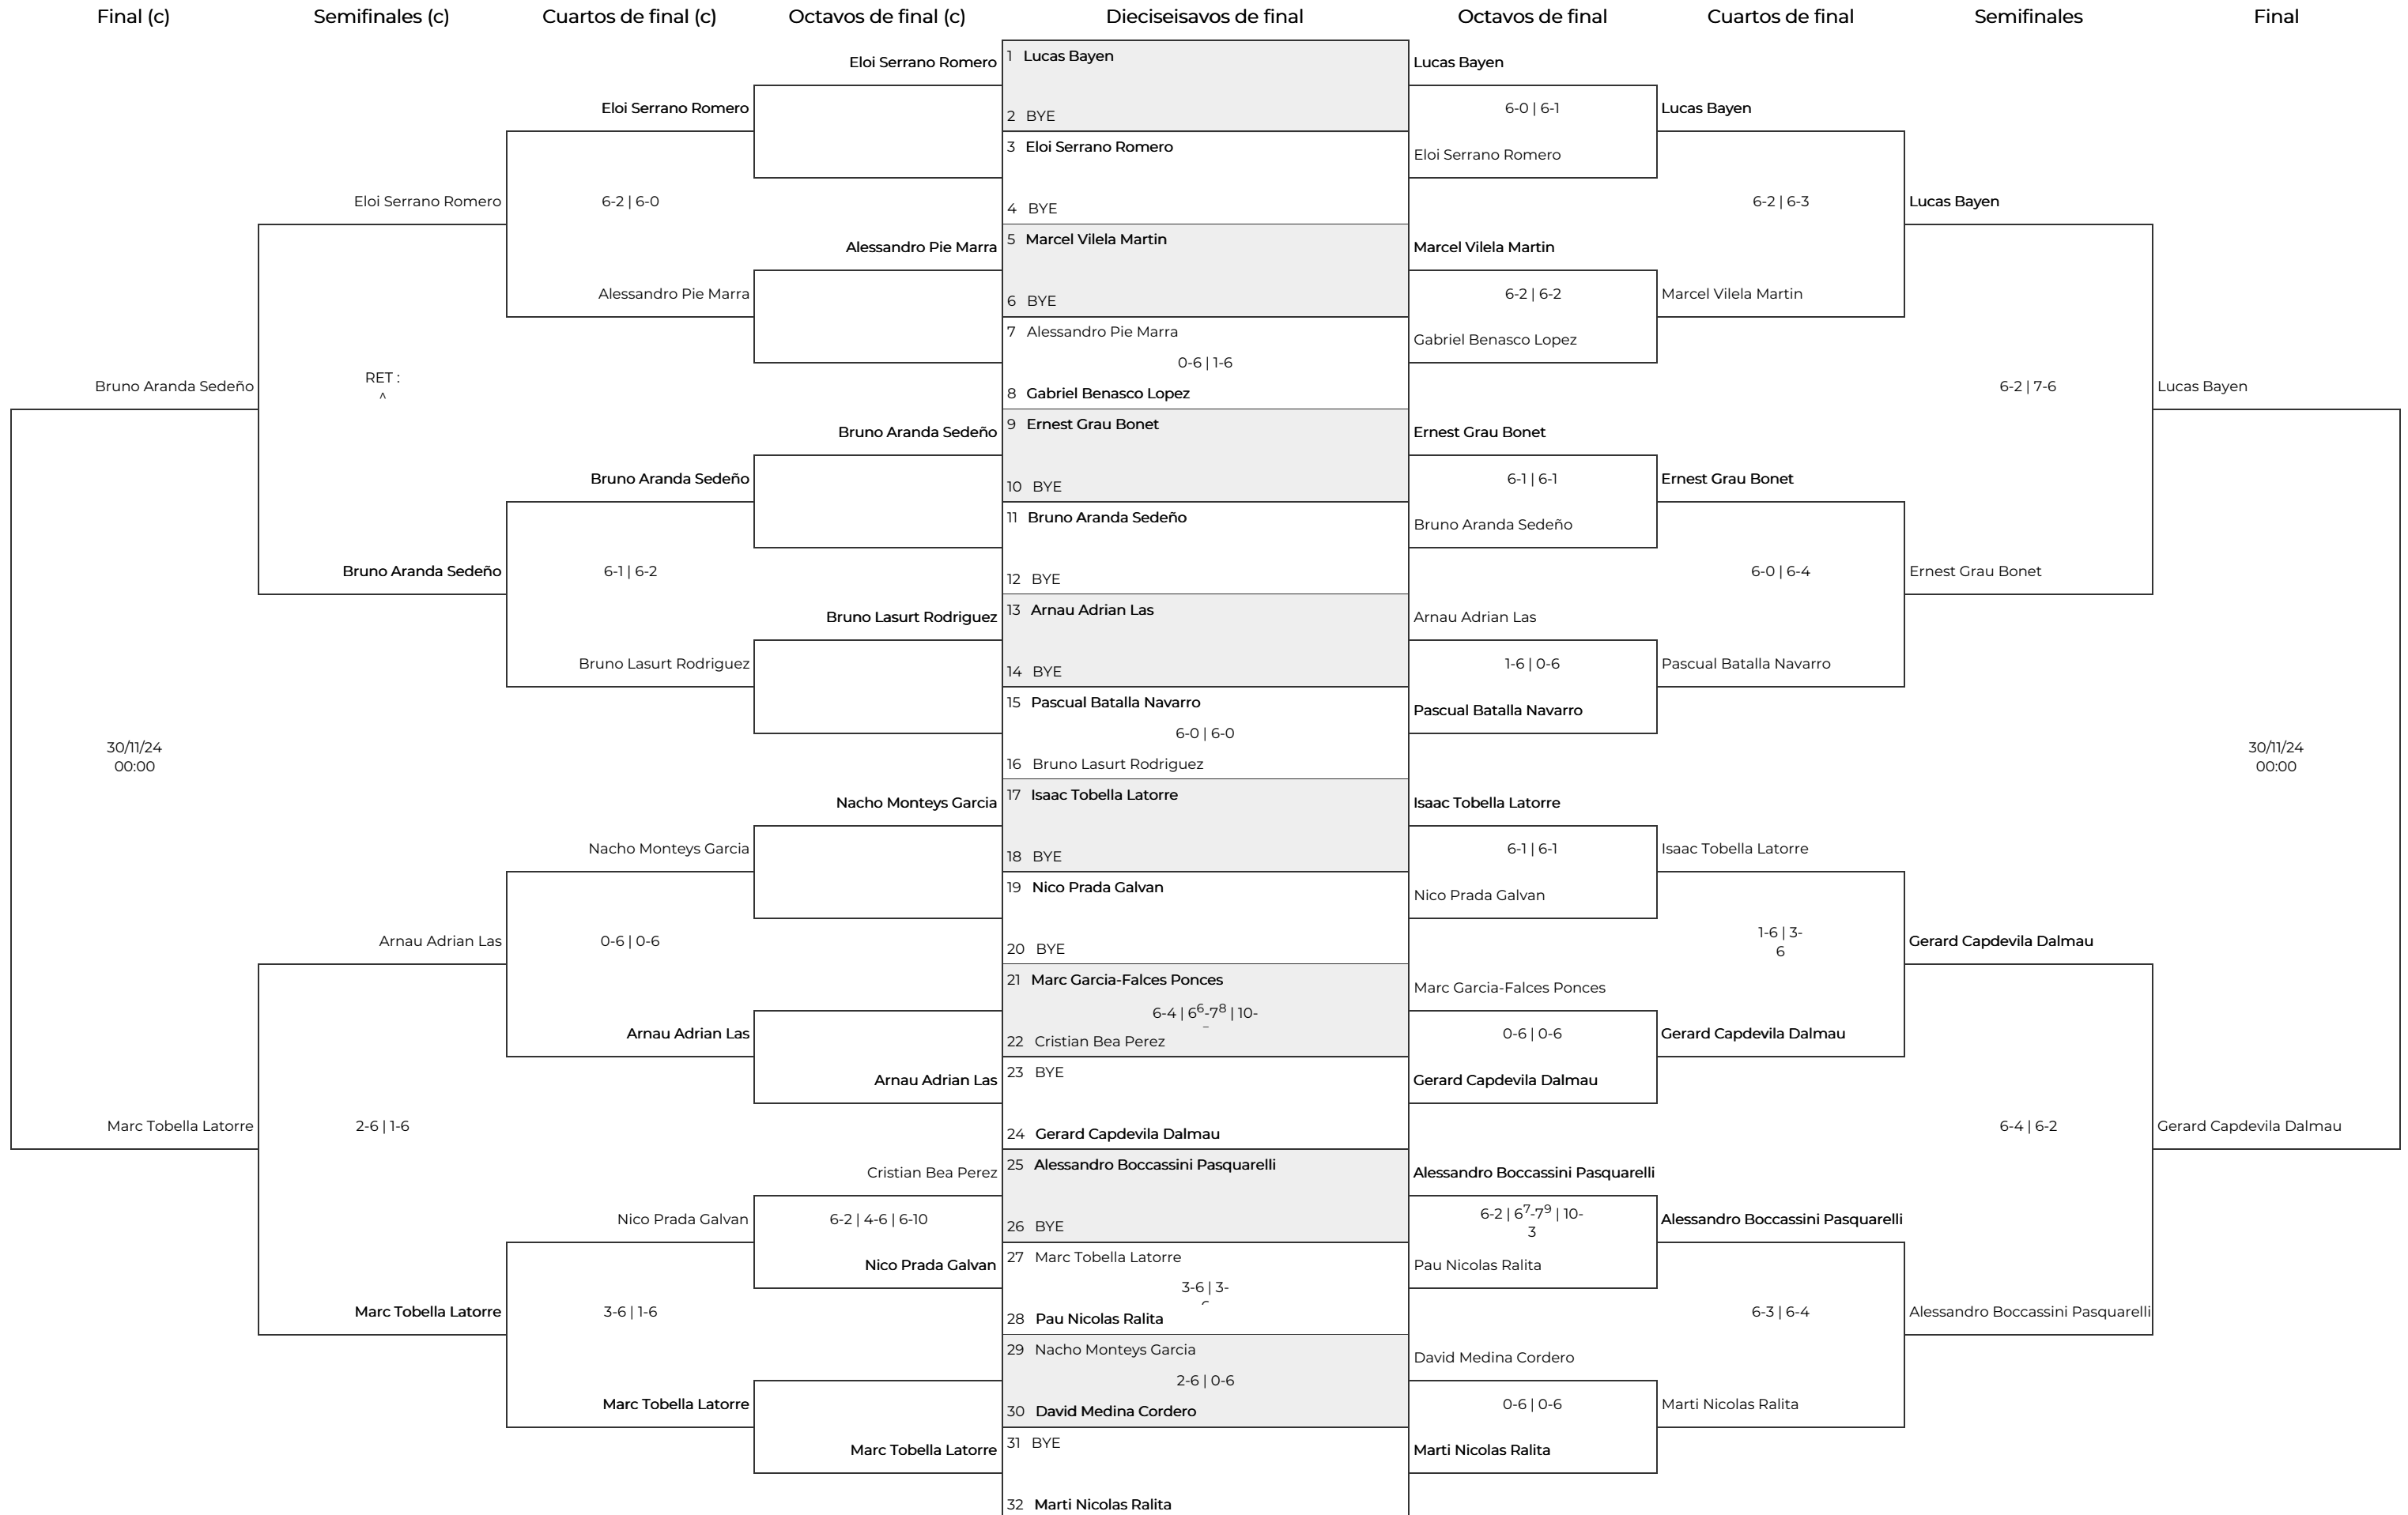 Final (c) Semifinales (c) Cuartos de final (c) Octavos de final (c) Dieciseisavos de final Octavos de final Cuartos de final Semifinales Final
1 Lucas Bayen
Eloi Serrano Romero Lucas Bayen
Eloi Serrano Romero 6-0 | 6-1 Lucas Bayen
2 BYE
3 Eloi Serrano Romero
Eloi Serrano Romero
Eloi Serrano Romero 6-2 | 6-0 6-2 | 6-3 Lucas Bayen
4 BYE
5 Marcel Vilela Martin
Alessandro Pie Marra Marcel Vilela Martin
Alessandro Pie Marra 6-2 | 6-2 Marcel Vilela Martin
6 BYE
7 Alessandro Pie Marra
Gabriel Benasco Lopez
0-6 | 1-6
RET :
^
Bruno Aranda Sedeño 6-2 | 7-6 Lucas Bayen
8 Gabriel Benasco Lopez
9 Ernest Grau Bonet
Bruno Aranda Sedeño Ernest Grau Bonet
Bruno Aranda Sedeño 6-1 | 6-1 Ernest Grau Bonet
10 BYE
11 Bruno Aranda Sedeño
Bruno Aranda Sedeño
Bruno Aranda Sedeño 6-1 | 6-2 6-0 | 6-4 Ernest Grau Bonet
12 BYE
13 Arnau Adrian Las
Bruno Lasurt Rodriguez Arnau Adrian Las
Bruno Lasurt Rodriguez 1-6 | 0-6 Pascual Batalla Navarro
14 BYE
15 Pascual Batalla Navarro
Pascual Batalla Navarro
6-0 | 6-0
30/11/24 30/11/24
00:00 00:00
16 Bruno Lasurt Rodriguez
17 Isaac Tobella Latorre
Nacho Monteys Garcia Isaac Tobella Latorre
Nacho Monteys Garcia 6-1 | 6-1 Isaac Tobella Latorre
18 BYE
19 Nico Prada Galvan
Nico Prada Galvan
1-6 | 3-
6
Arnau Adrian Las 0-6 | 0-6 Gerard Capdevila Dalmau
20 BYE
21 Marc Garcia-Falces Ponces
Marc Garcia-Falces Ponces
6-4 | 6⁶-7⁸ | 10-
Arnau Adrian Las 0-6 | 0-6 Gerard Capdevila Dalmau
22 Cristian Bea Perez
23 BYE
Arnau Adrian Las Gerard Capdevila Dalmau
Marc Tobella Latorre 2-6 | 1-6 6-4 | 6-2 Gerard Capdevila Dalmau
24 Gerard Capdevila Dalmau
25 Alessandro Boccassini Pasquarelli
Cristian Bea Perez Alessandro Boccassini Pasquarelli
6-2 | 6⁷-7⁹ | 10-
3
Nico Prada Galvan 6-2 | 4-6 | 6-10 Alessandro Boccassini Pasquarelli
26 BYE
27 Marc Tobella Latorre
Nico Prada Galvan Pau Nicolas Ralita
3-6 | 3-
Marc Tobella Latorre 3-6 | 1-6 6-3 | 6-4 Alessandro Boccassini Pasquarelli
28 Pau Nicolas Ralita
29 Nacho Monteys Garcia
David Medina Cordero
2-6 | 0-6
Marc Tobella Latorre 0-6 | 0-6 Marti Nicolas Ralita
30 David Medina Cordero
31 BYE
Marc Tobella Latorre Marti Nicolas Ralita
32 Marti Nicolas Ralita